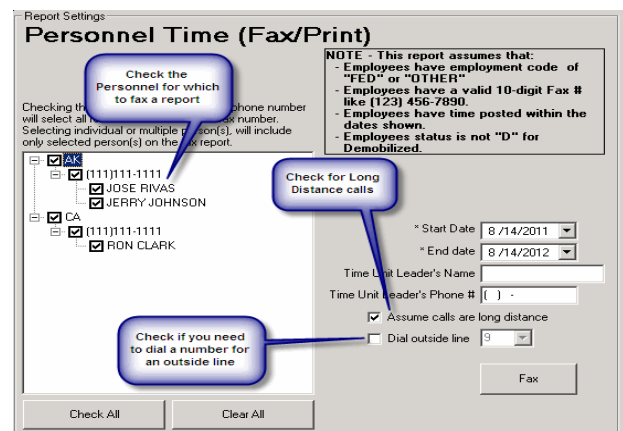 Report Settings
Personnel Time (Fax/Print)
NOTE - This report assumes that:
- Employees have employment code of
"FED" or "OTHER"
- Employees have a valid 10-digit Fax #
like (123) 456-7890.
- Employees have time posted within the
dates shown.
- Employees status is not "D" for
Demobilized.
Check the
Personnel for which
to fax a report
Checking th phone number
will select all number.
Selecting individual or multiple person(s), will include
only selected person(s) on the fax report.
AK
(111)111-1111
JOSE RIVAS
JERRY JOHNSON
CA
(111)111-1111
RON CLARK
Check for Long
Distance calls
* Start Date 8 /14/2011
* End date 8 /14/2012
Time Unit Leader's Name
Time Unit Leader's Phone # ( ) -
Assume calls are long distance
Dial outside line 9
Check if you need
to dial a number for
an outside line
Fax
Check All Clear All